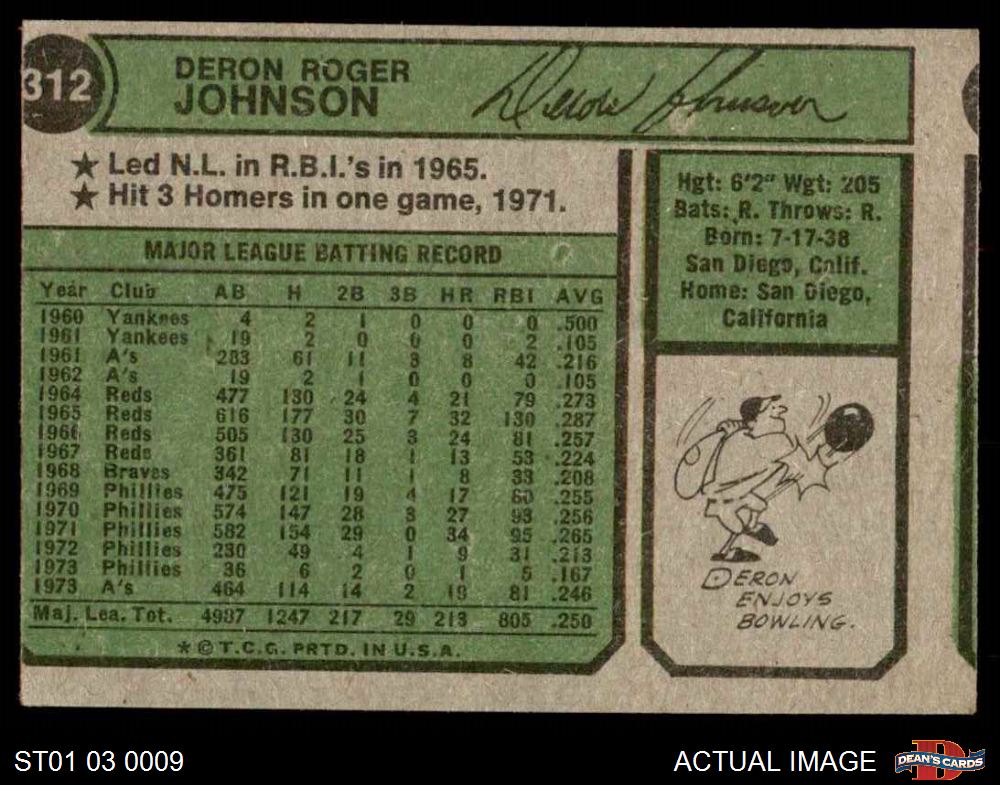 312
DERON ROGER
JOHNSON
Deron Johnson
★ Led N.L. in R.B.I.'s in 1965.
★ Hit 3 Homers in one game, 1971.
MAJOR LEAGUE BATTING RECORD
Year Club AB H 2B 3B HR RBI AVG
1960 Yankees 4 2 1 0 0 0 .500
1961 Yankees 19 2 0 0 0 2 .105
1961 A's 283 61 11 3 8 42 .216
1962 A's 19 2 1 0 0 0 .105
1964 Reds 477 130 24 4 21 79 .273
1965 Reds 616 177 30 7 32 130 .287
1966 Reds 505 130 25 3 24 81 .257
1967 Reds 361 81 18 1 13 53 .224
1968 Braves 342 71 11 1 8 33 .208
1969 Phillies 475 121 19 4 17 60 .255
1970 Phillies 574 147 28 3 27 93 .256
1971 Phillies 582 154 29 0 34 95 .265
1972 Phillies 230 49 4 1 9 31 .213
1973 Phillies 36 6 2 0 1 5 .167
1973 A's 464 114 14 2 19 81 .246
Maj. Lea. Tot. 4987 1247 217 29 213 805 .250
* © T.C.G. PRTD. IN U.S.A.
Hgt: 6'2" Wgt: 205
Bats: R. Throws: R.
Born: 7-17-38
San Diego, Calif.
Home: San Diego,
California
DERON
ENJOYS
BOWLING.
ST01 03 0009
ACTUAL IMAGE
D
DEAN'S CARDS